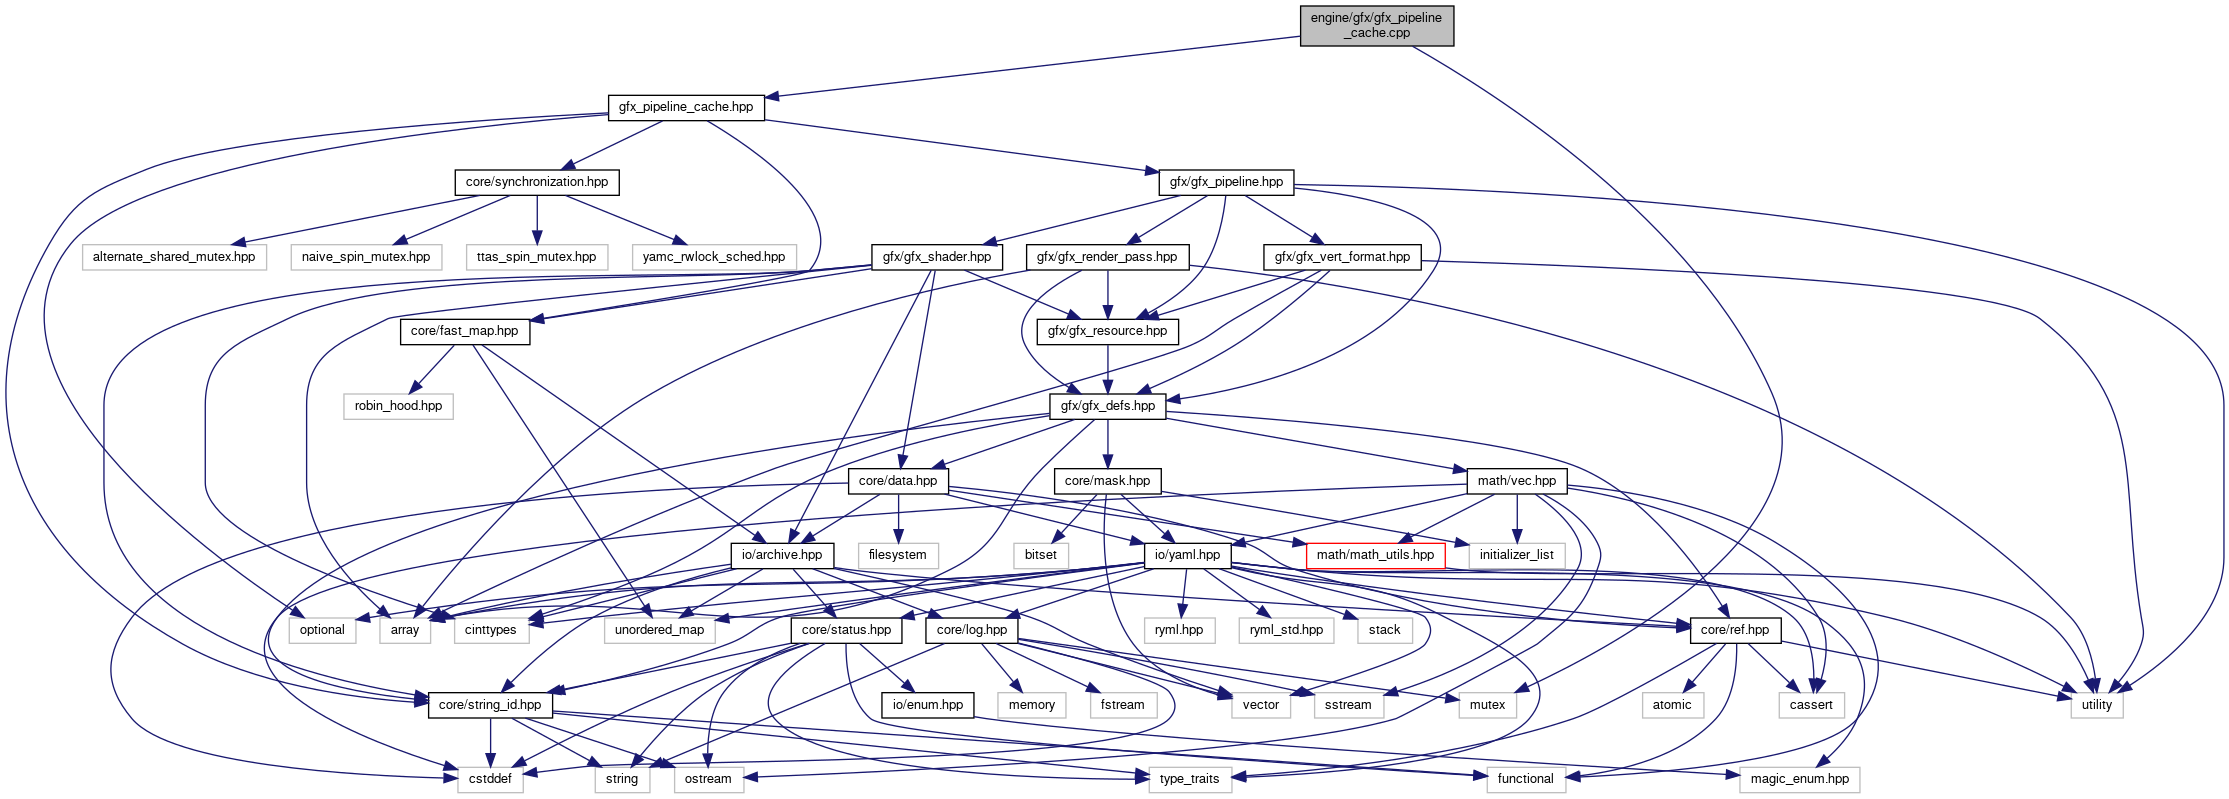 engine/gfx/gfx_pipeline
_cache.cpp
gfx_pipeline_cache.hpp
core/synchronization.hpp
gfx/gfx_pipeline.hpp
alternate_shared_mutex.hpp
naive_spin_mutex.hpp
ttas_spin_mutex.hpp
yamc_rwlock_sched.hpp
gfx/gfx_shader.hpp
gfx/gfx_render_pass.hpp
gfx/gfx_vert_format.hpp
core/fast_map.hpp
gfx/gfx_resource.hpp
robin_hood.hpp
gfx/gfx_defs.hpp
core/data.hpp
core/mask.hpp
math/vec.hpp
io/archive.hpp
filesystem
bitset
io/yaml.hpp
math/math_utils.hpp
initializer_list
optional
array
cinttypes
unordered_map
core/status.hpp
core/log.hpp
ryml.hpp
ryml_std.hpp
stack
core/ref.hpp
core/string_id.hpp
io/enum.hpp
memory
fstream
vector
sstream
mutex
atomic
cassert
utility
cstddef
string
ostream
type_traits
functional
magic_enum.hpp